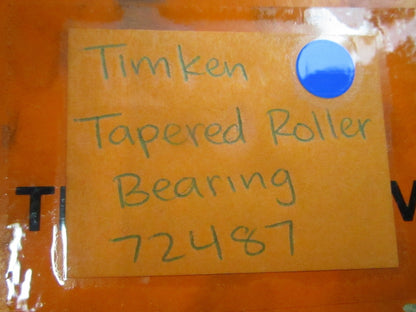 Timken
Tapered Roller
Bearing
72487